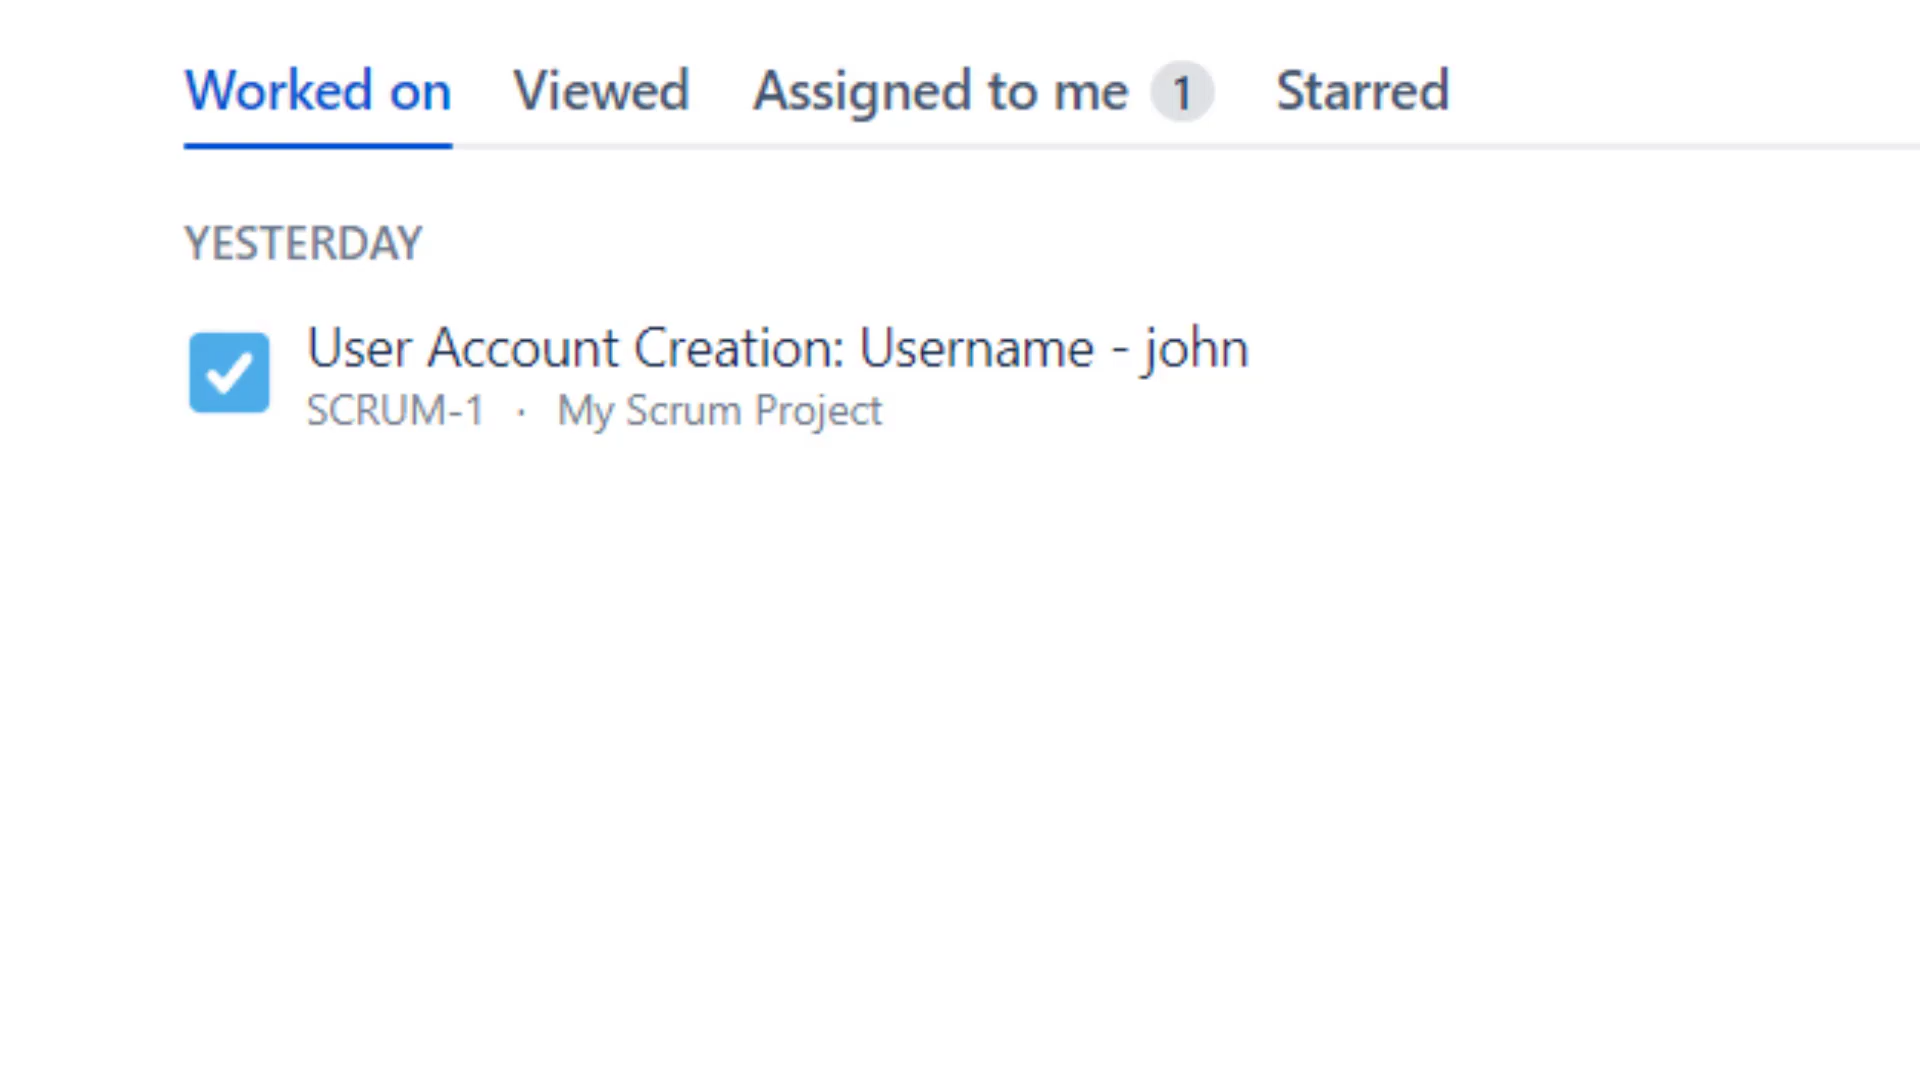 Worked on Viewed Assigned to me 1 Starred
YESTERDAY
User Account Creation: Username - john
SCRUM-1 · My Scrum Project